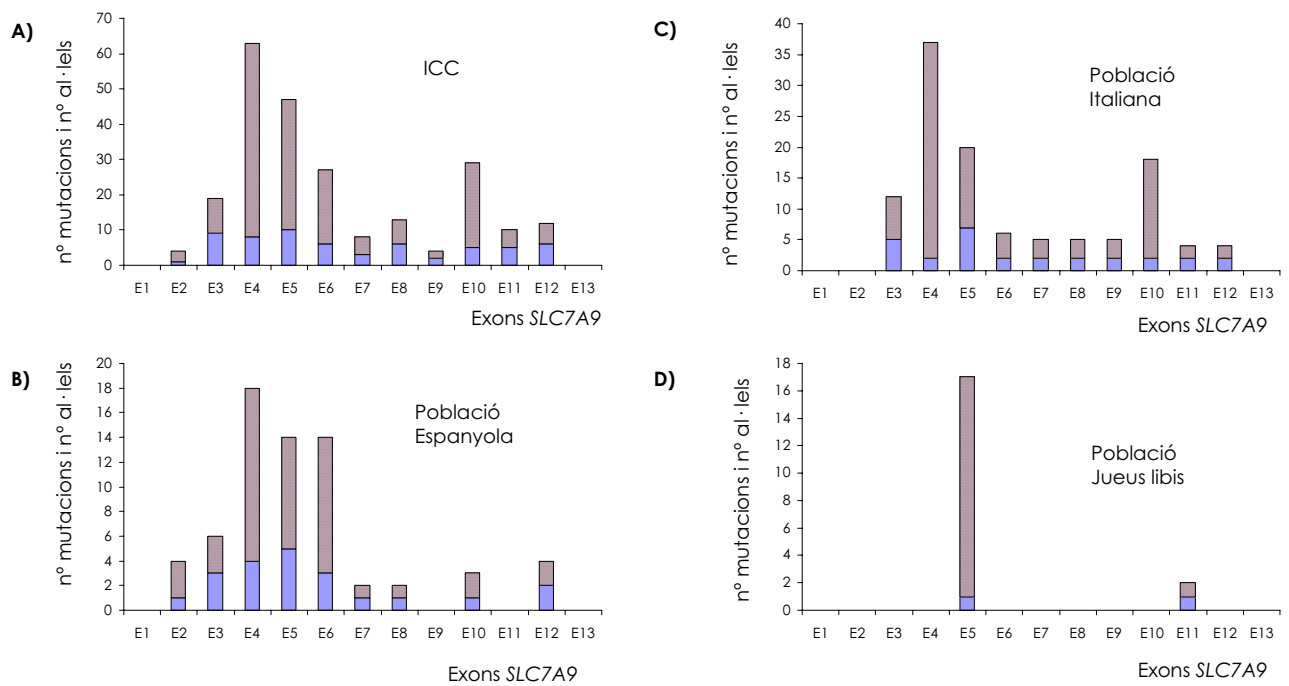 A)
nº mutacions i nº al·lels
70
60
50
40
30
20
10
0
ICC
E1 E2 E3 E4 E5 E6 E7 E8 E9 E10 E11 E12 E13
Exons SLC7A9
C)
nº mutacions i nº al·lels
40
35
30
25
20
15
10
5
0
Població
Italiana
E1 E2 E3 E4 E5 E6 E7 E8 E9 E10 E11 E12 E13
Exons SLC7A9
B)
nº mutacions i nº al·lels
20
18
16
14
12
10
8
6
4
2
0
Població
Espanyola
E1 E2 E3 E4 E5 E6 E7 E8 E9 E10 E11 E12 E13
Exons SLC7A9
D)
nº mutacions i nº al·lels
18
16
14
12
10
8
6
4
2
0
Població
Jueus libis
E1 E2 E3 E4 E5 E6 E7 E8 E9 E10 E11 E12 E13
Exons SLC7A9